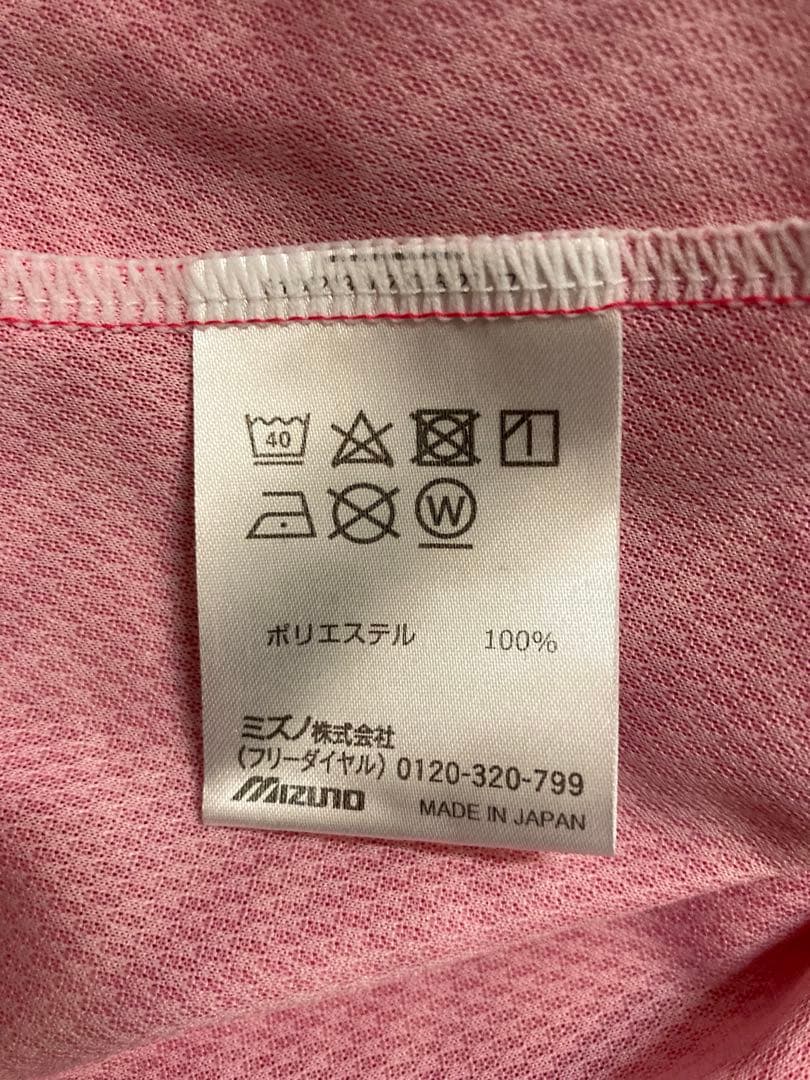 40
W
ポリエステル 100%
ミズノ株式会社
(フリーダイヤル) 0120-320-799
MIZUNO MADE IN JAPAN